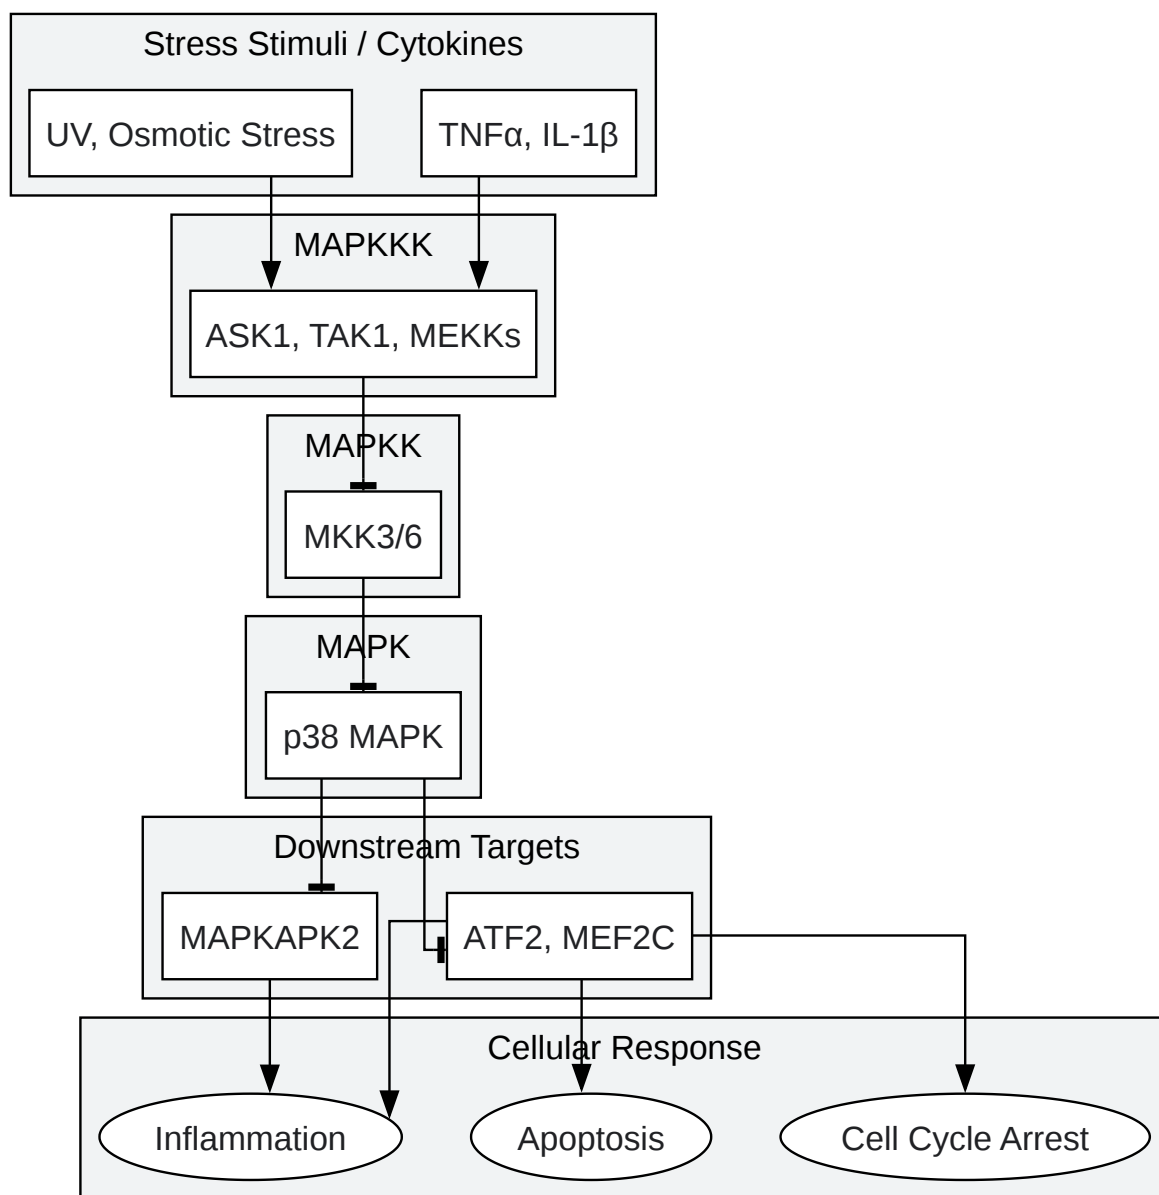 Stress Stimuli / Cytokines
UV, Osmotic Stress
TNFα, IL-1β
MAPKKK
ASK1, TAK1, MEKKs
MAPKK
MKK3/6
MAPK
p38 MAPK
Downstream Targets
MAPKAPK2
ATF2, MEF2C
Cellular Response
Inflammation
Apoptosis
Cell Cycle Arrest